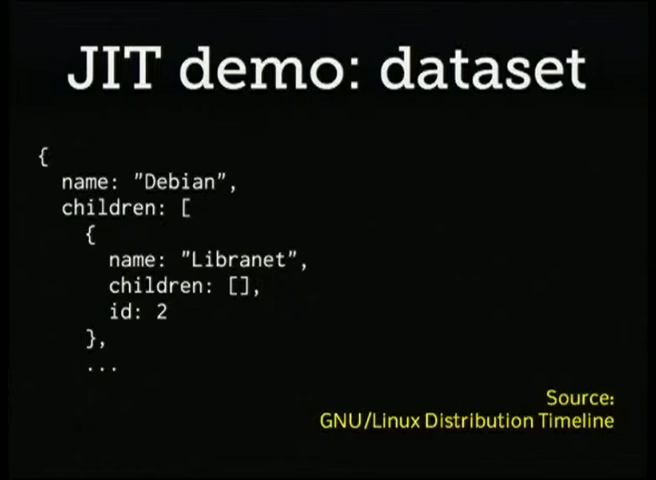 JIT demo: dataset
{
name: "Debian",
children: [
{
name: "Libranet",
children: [],
id: 2
},
...
Source:
GNU/Linux Distribution Timeline